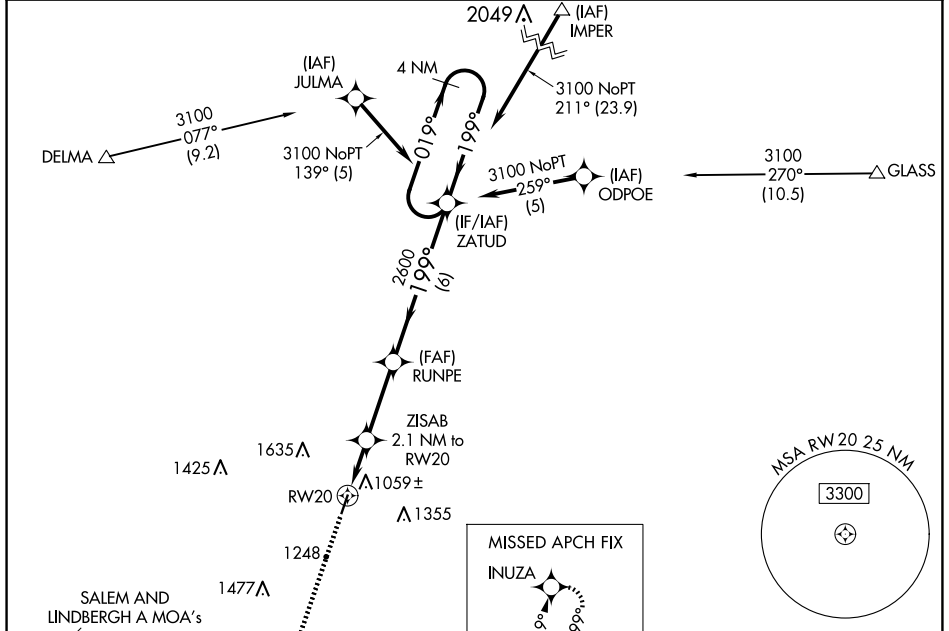 2049
(IAF)
IMPER
(IAF)
JULMA
4 NM
3100 NoPT
211° (23.9)
3100
077°
(9.2)
DELMA
3100 NoPT
139° (5)
019°
199°
3100 NoPT
259°
(5)
(IAF)
ODPOE
3100
270°
(10.5)
GLASS
(IF/IAF)
ZATUD
2600
199°
(6)
(FAF)
RUNPE
ZISAB
2.1 NM to
RW20
1635
1425
RW20
1059±
1355
MSA RW20 25 NM
3300
1248
1477
MISSED APCH FIX
INUZA
SALEM AND
LINDBERGH A MOA's